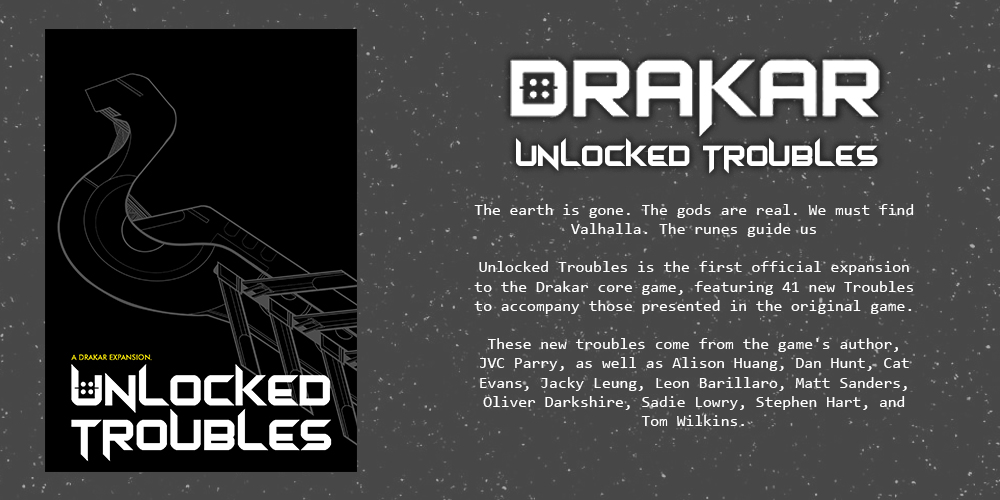 A DRAKAR EXPANSION.
UNLOCKED
TROUBLES
DRAKAR
UNLOCKED TROUBLES
The earth is gone. The gods are real. We must find
Valhalla. The runes guide us
Unlocked Troubles is the first official expansion
to the Drakar core game, featuring 41 new Troubles
to accompany those presented in the original game.
These new troubles come from the game's author,
JVC Parry, as well as Alison Huang, Dan Hunt, Cat
Evans, Jacky Leung, Leon Barillaro, Matt Sanders,
Oliver Darkshire, Sadie Lowry, Stephen Hart, and
Tom Wilkins.